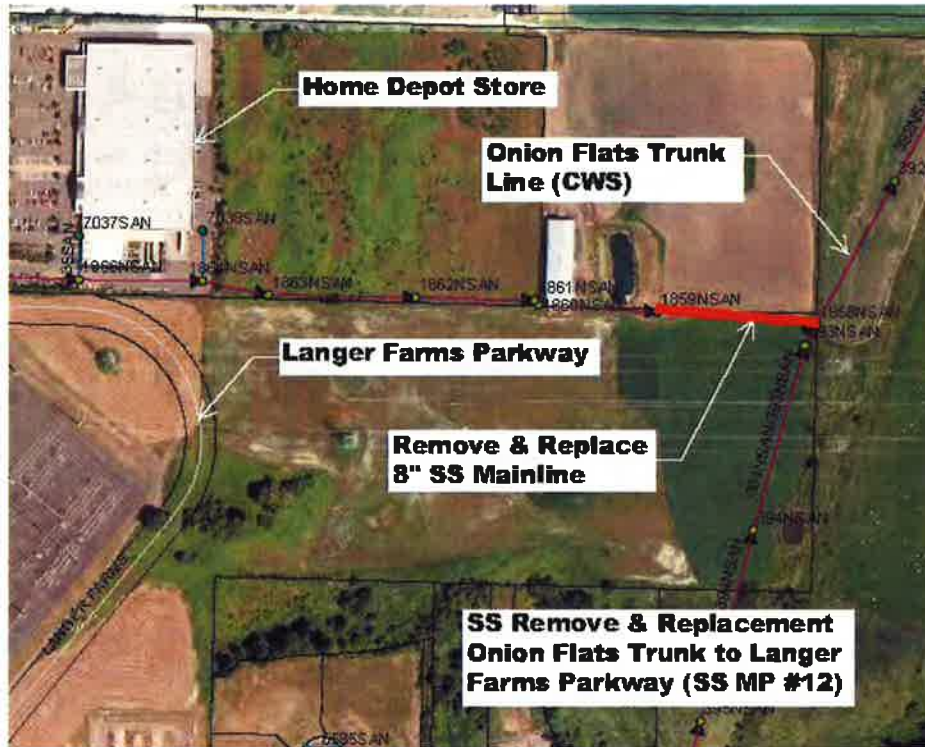 Home Depot Store
Onion Flats Trunk
Line (CWS)
7037SAN
1863NSAN
1862NSAN
1861NSAN
1860NSAN
1859NSAN
1858NSAN
Langer Farms Parkway
Remove & Replace
8" SS Mainline
SS Remove & Replacement
Onion Flats Trunk to Langer
Farms Parkway (SS MP #12)